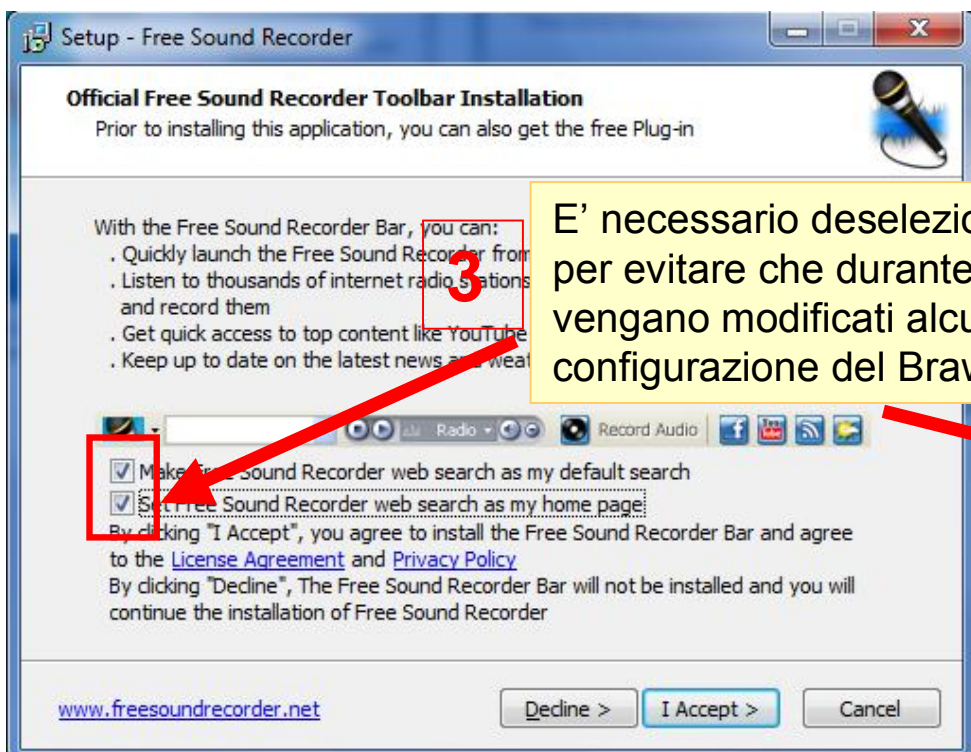 Setup - Free Sound Recorder
Official Free Sound Recorder Toolbar Installation
Prior to installing this application, you can also get the free Plug-in
With the Free Sound Recorder Bar, you can:
. Quickly launch the Free Sound Recorder from
. Listen to thousands of internet radio stations
and record them
. Get quick access to top content like YouTube
. Keep up to date on the latest news and
3
E' necessario
per evitare che durante
vengano modificati
configurazione del
Radio
Record Audio
Make Free Sound Recorder web search as my default search
Set Free Sound Recorder web search as my home page
By clicking "I Accept", you agree to install the Free Sound Recorder Bar and agree
to the License Agreement and Privacy Policy
By clicking "Decline", The Free Sound Recorder Bar will not be installed and you will
continue the installation of Free Sound Recorder
www.freesoundrecorder.net
Decline >
I Accept >
Cancel